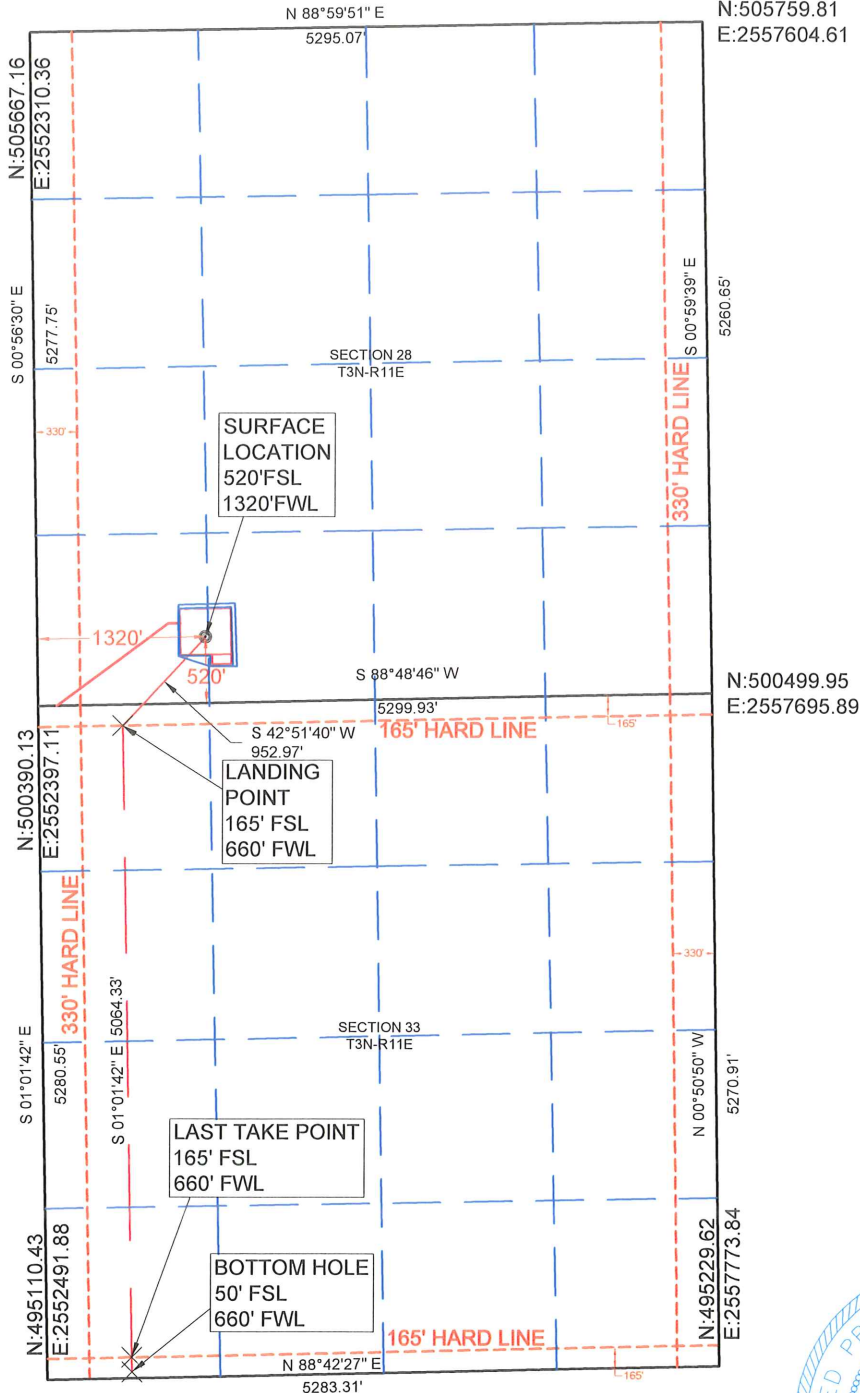 N 88°59'51" E
5295.07'
N:505759.81
E:2557604.61
N:505667.16
E:2552310.36
S 00°56'30" E
5277.75'
S 00°59'39" E
5260.65'
SECTION 28
T3N-R11E
330'
330' HARD LINE
SURFACE
LOCATION
520'FSL
1320'FWL
1320'
520'
S 88°48'46" W
5299.93'
N:500499.95
E:2557695.89
S 42°51'40" W
952.97'
165' HARD LINE
165'
N:500390.13
E:2552397.11
LANDING
POINT
165' FSL
660' FWL
330' HARD LINE
330'
S 01°01'42" E
5280.55'
S 01°01'42" E 5064.33'
SECTION 33
T3N-R11E
N 00°50'50" W
5270.91'
LAST TAKE POINT
165' FSL
660' FWL
BOTTOM HOLE
50' FSL
660' FWL
N:495110.43
E:2552491.88
N:495229.62
E:2557773.84
165' HARD LINE
165'
N 88°42'27" E
5283.31'